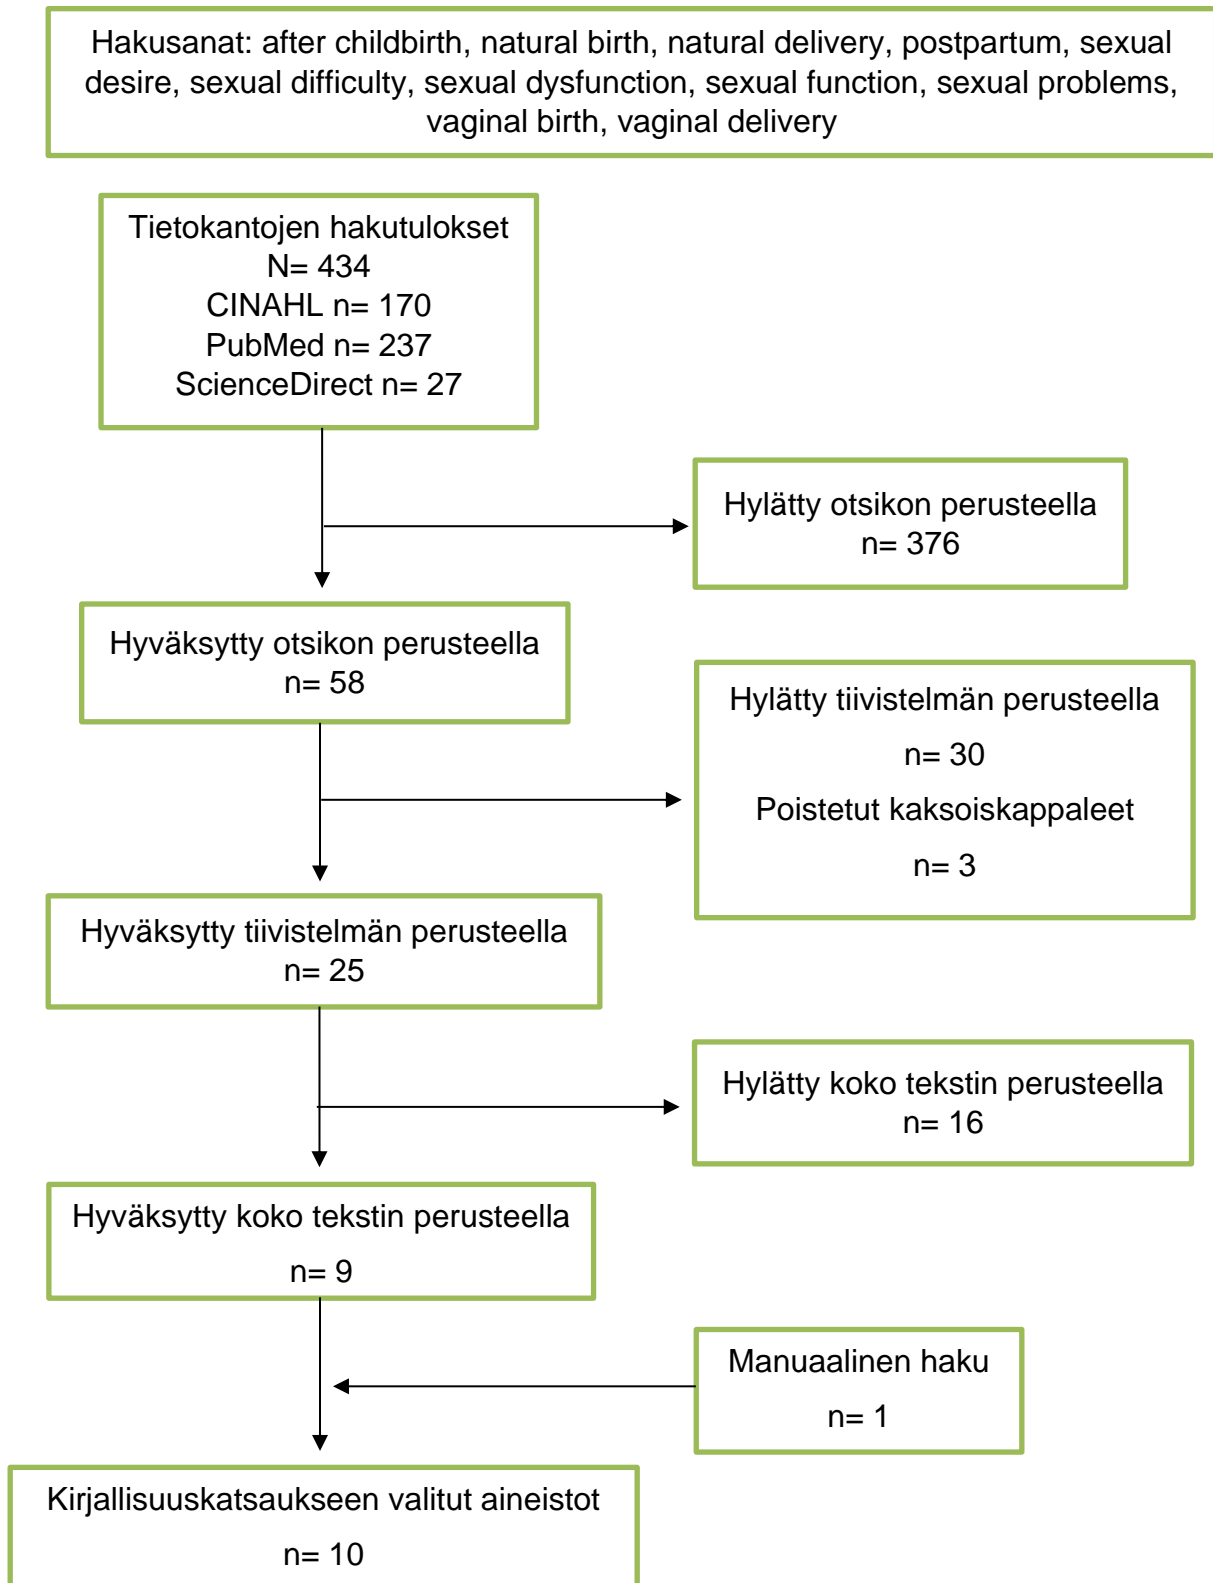 Hakusanat: after childbirth, natural birth, natural delivery, postpartum, sexual
desire, sexual difficulty, sexual dysfunction, sexual function, sexual problems,
vaginal birth, vaginal delivery
Tietokantojen hakutulokset
N= 434
CINAHL n= 170
PubMed n= 237
ScienceDirect n= 27
Hylätty otsikon perusteella
n= 376
Hyväksytty otsikon perusteella
n= 58
Hylätty tiivistelmän perusteella
n= 30
Poistetut kaksoiskappaleet
n= 3
Hyväksytty tiivistelmän perusteella
n= 25
Hylätty koko tekstin perusteella
n= 16
Hyväksytty koko tekstin perusteella
n= 9
Manuaalinen haku
n= 1
Kirjallisuuskatsaukseen valitut aineistot
n= 10